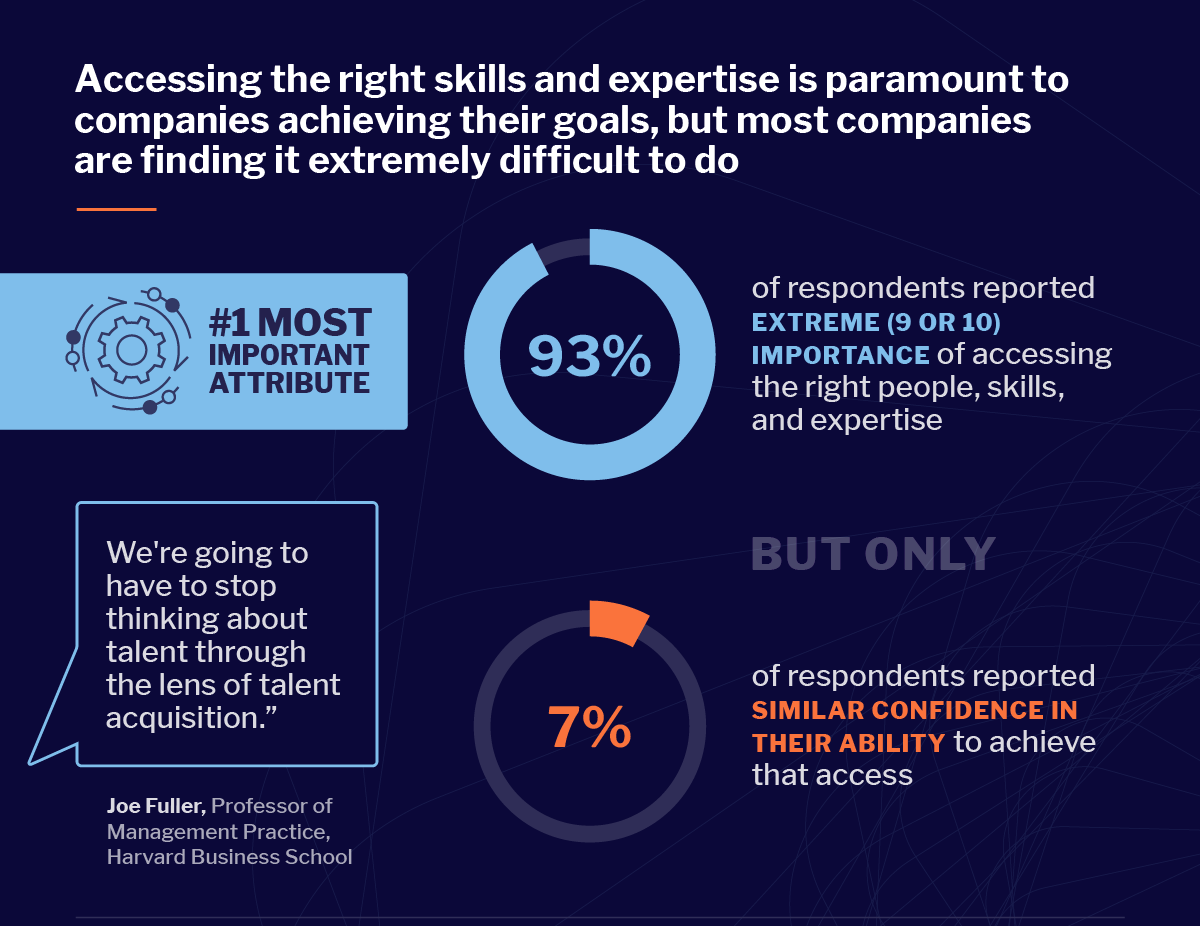 Accessing the right skills and expertise is paramount to
companies achieving their goals, but most companies
are finding it extremely difficult to do
#1 MOST
IMPORTANT
ATTRIBUTE
93%
of respondents reported
EXTREME (9 OR 10)
IMPORTANCE of accessing
the right people, skills,
and expertise
We're going to
have to stop
thinking about
talent through
the lens of talent
acquisition.”
Joe Fuller, Professor of
Management Practice,
Harvard Business School
BUT ONLY
7%
of respondents reported
SIMILAR CONFIDENCE IN
THEIR ABILITY to achieve
that access